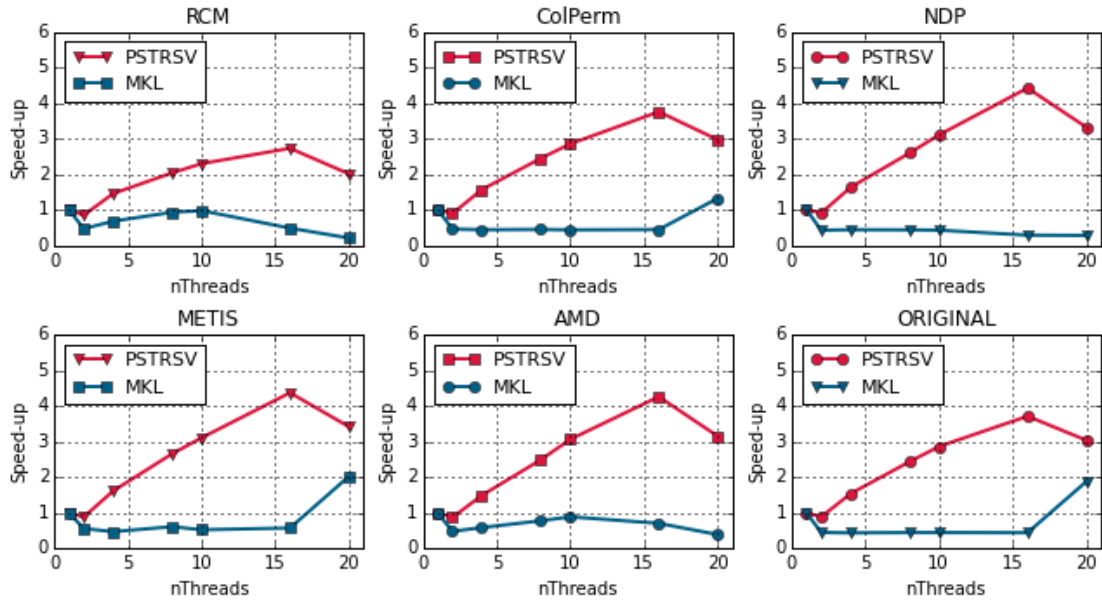 RCM
6
5
4
3
2
1
0
Speed-up
PSTRSV
MKL
0 5 10 15 20
nThreads
ColPerm
6
5
4
3
2
1
0
Speed-up
PSTRSV
MKL
0 5 10 15 20
nThreads
NDP
6
5
4
3
2
1
0
Speed-up
PSTRSV
MKL
0 5 10 15 20
nThreads
METIS
6
5
4
3
2
1
0
Speed-up
PSTRSV
MKL
0 5 10 15 20
nThreads
AMD
6
5
4
3
2
1
0
Speed-up
PSTRSV
MKL
0 5 10 15 20
nThreads
ORIGINAL
6
5
4
3
2
1
0
Speed-up
PSTRSV
MKL
0 5 10 15 20
nThreads